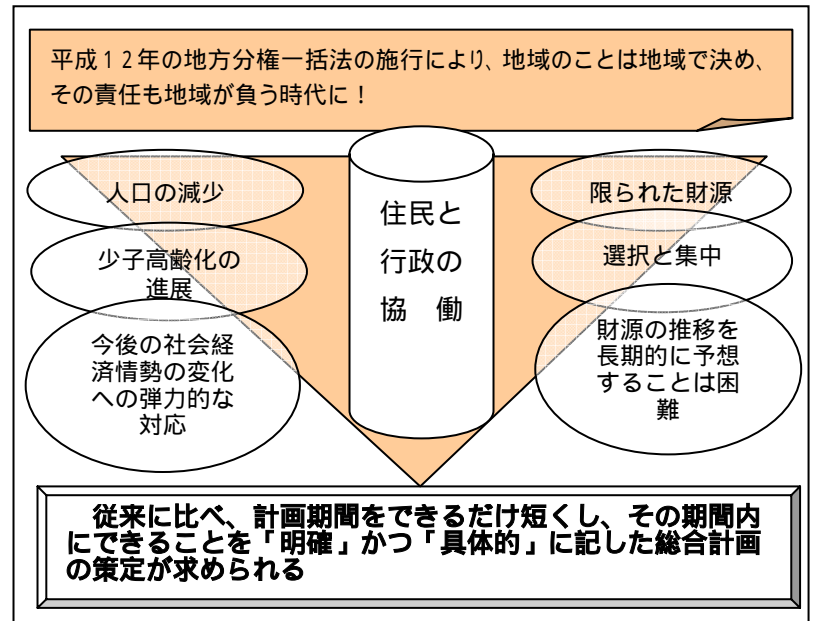 平成12年の地方分権一括法の施行により、地域のことは地域で決め、
その責任も地域が負う時代に！
人口の減少
少子高齢化の
進展
今後の社会経
済情勢の変化
への弾力的な
対応
住民と
行政の
協　働
限られた財源
選択と集中
財源の推移を
長期的に予想
することは困
難
　従来に比べ、計画期間をできるだけ短くし、その期間内
にできることを「明確」かつ「具体的」に記した総合計画
の策定が求められる